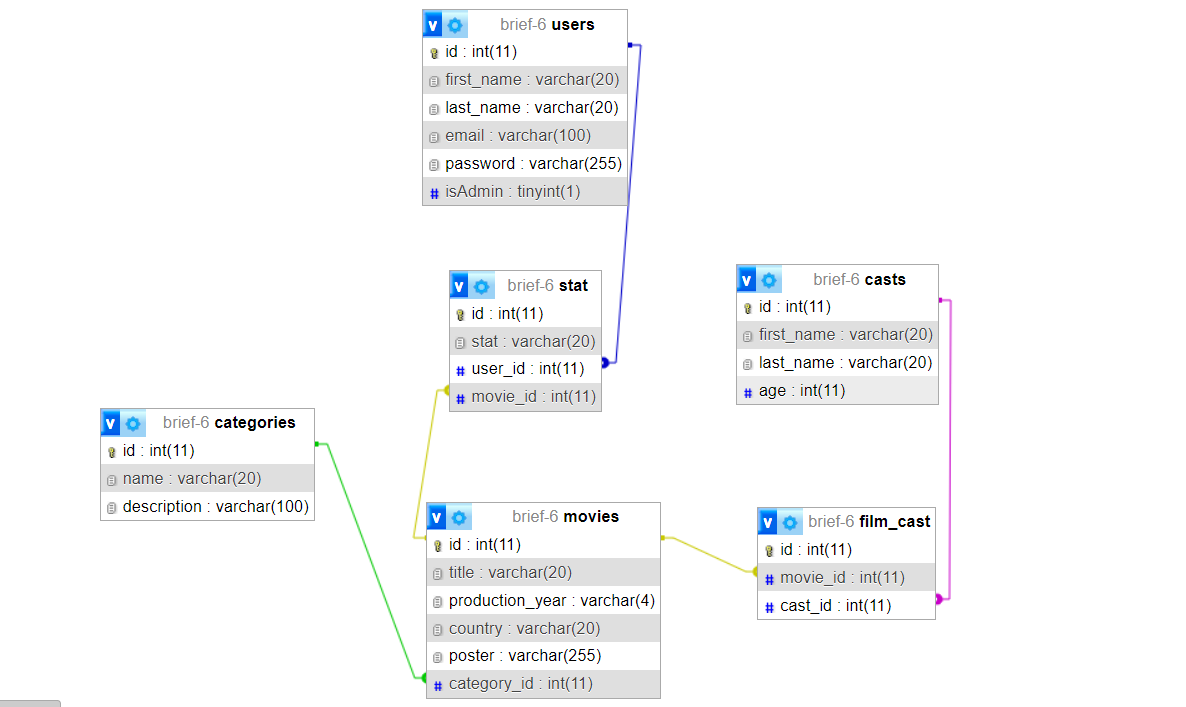 v brief-6 users
id : int(11)
first_name : varchar(20)
last_name : varchar(20)
email : varchar(100)
password : varchar(255)
# isAdmin : tinyint(1)
v brief-6 stat
id : int(11)
stat : varchar(20)
# user_id : int(11)
# movie_id : int(11)
v brief-6 casts
id : int(11)
first_name : varchar(20)
last_name : varchar(20)
# age : int(11)
v brief-6 categories
id : int(11)
name : varchar(20)
description : varchar(100)
v brief-6 movies
id : int(11)
title : varchar(20)
production_year : varchar(4)
country : varchar(20)
poster : varchar(255)
# category_id : int(11)
v brief-6 film_cast
id : int(11)
# movie_id : int(11)
# cast_id : int(11)